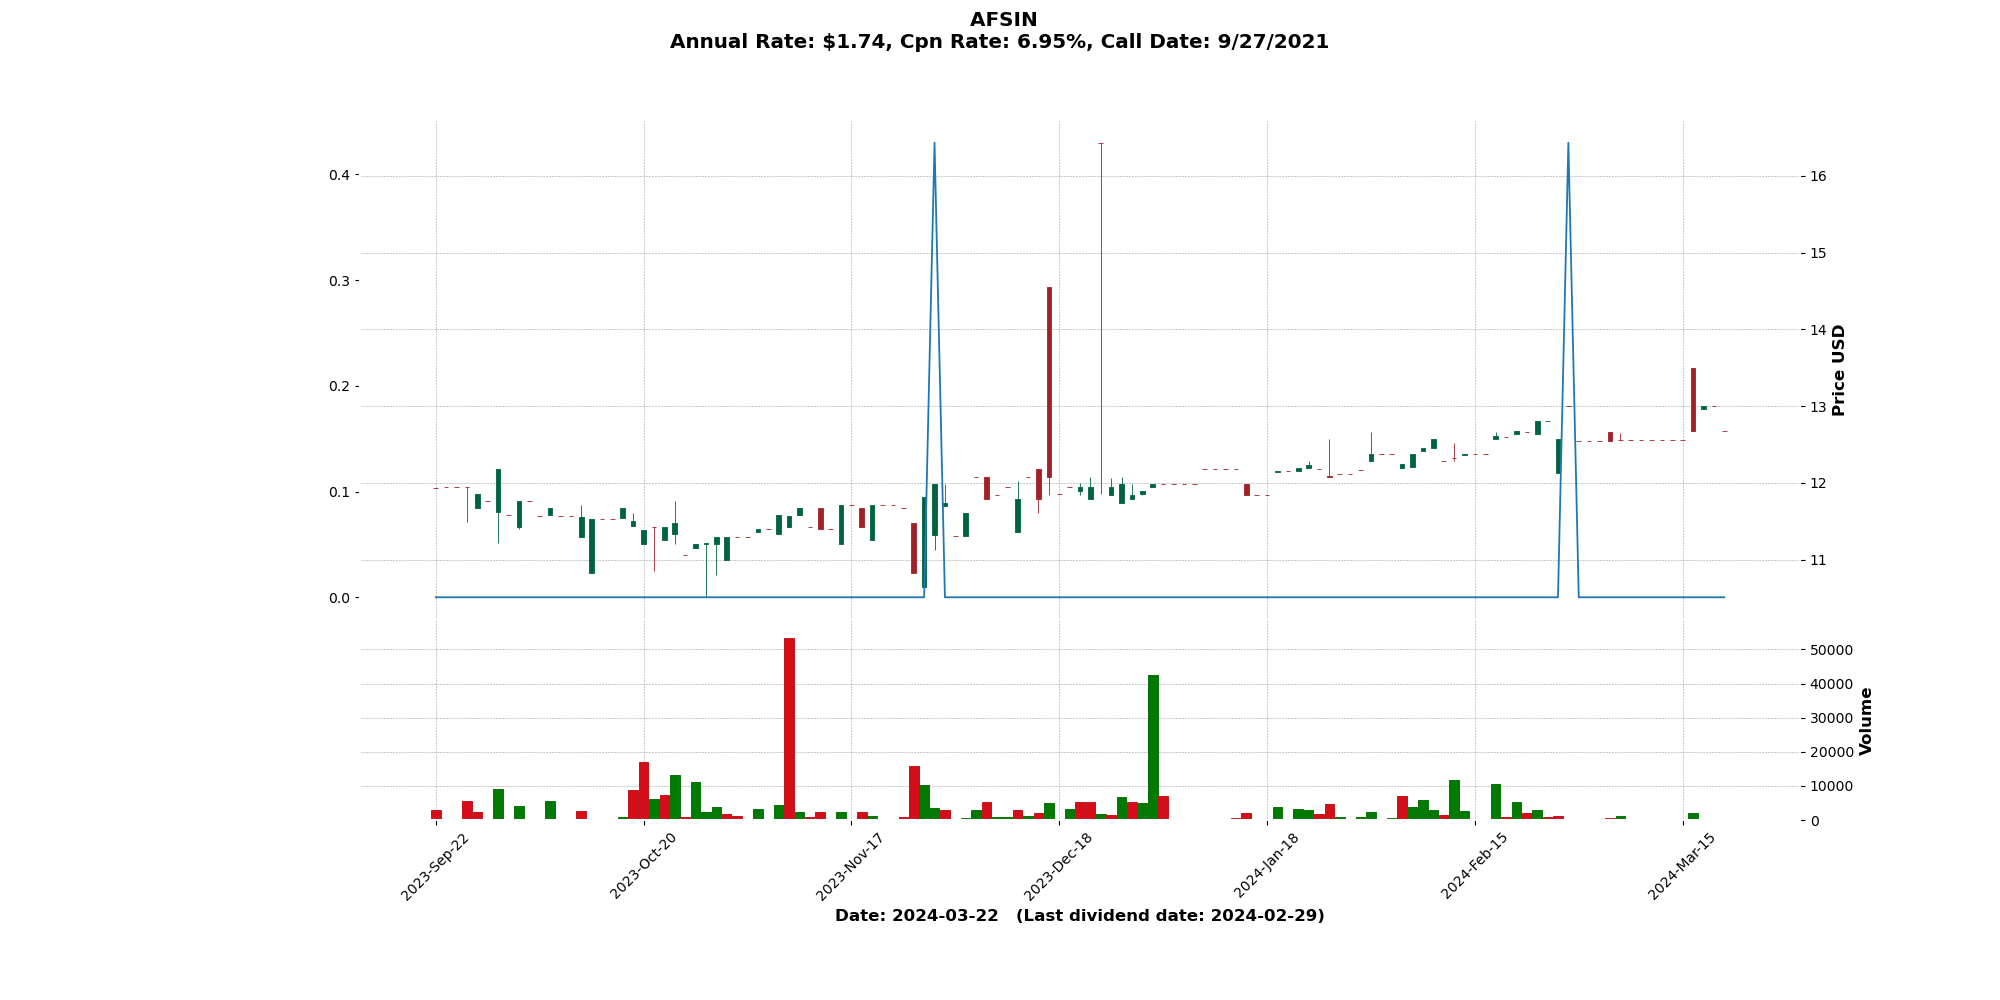 AFSIN
Annual Rate: $1.74, Cpn Rate: 6.95%, Call Date: 9/27/2021
0.4
0.3
0.2
0.1
0.0
16
15
14
13
12
11
Price USD
50000
40000
30000
20000
10000
0
Volume
2023-Sep-22
2023-Oct-20
2023-Nov-17
2023-Dec-18
2024-Jan-18
2024-Feb-15
2024-Mar-15
Date: 2024-03-22   (Last dividend date: 2024-02-29)